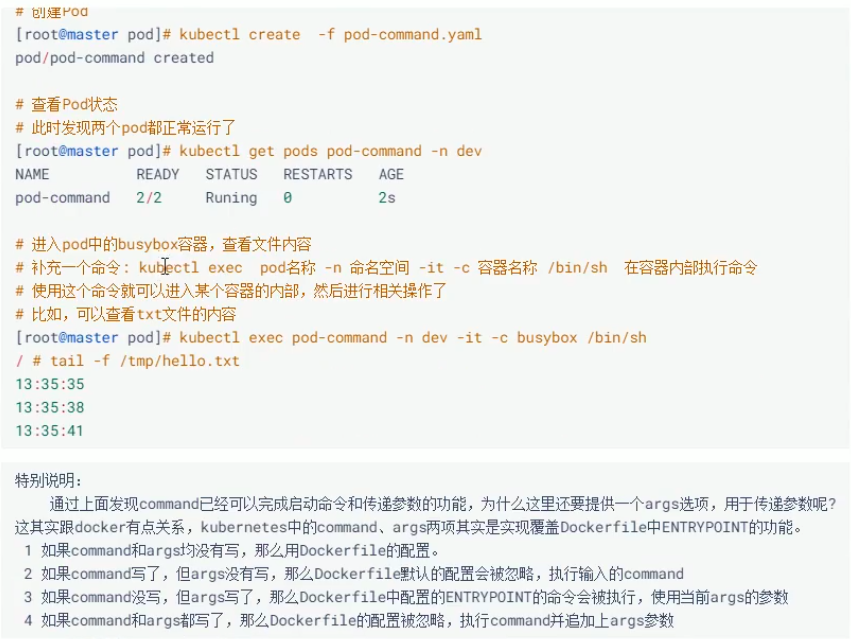 # 创建Pod
[root@master pod]# kubectl create  -f pod-command.yaml
pod/pod-command created
# 查看Pod状态
# 此时发现两个pod都正常运行了
[root@master pod]# kubectl get pods pod-command -n dev
NAME          READY   STATUS   RESTARTS   AGE
pod-command   2/2     Runing   0          2s
# 进入pod中的busybox容器，查看文件内容
# 补充一个命令: kubectl exec  pod名称 -n 命名空间 -it -c 容器名称 /bin/sh  在容器内部执行命令
# 使用这个命令就可以进入某个容器的内部，然后进行相关操作了
# 比如，可以查看txt文件的内容
[root@master pod]# kubectl exec pod-command -n dev -it -c busybox /bin/sh
/ # tail -f /tmp/hello.txt
13:35:35
13:35:38
13:35:41
特别说明：
通过上面发现command已经可以完成启动命令和传递参数的功能，为什么这里还要提供一个args选项，用于传递参数呢?
这其实跟docker有点关系，kubernetes中的command、args两项其实是实现覆盖Dockerfile中ENTRYPOINT的功能。
1 如果command和args均没有写，那么用Dockerfile的配置。
2 如果command写了，但args没有写，那么Dockerfile默认的配置会被忽略，执行输入的command
3 如果command没写，但args写了，那么Dockerfile中配置的ENTRYPOINT的命令会被执行，使用当前args的参数
4 如果command和args都写了，那么Dockerfile的配置被忽略，执行command并追加上args参数